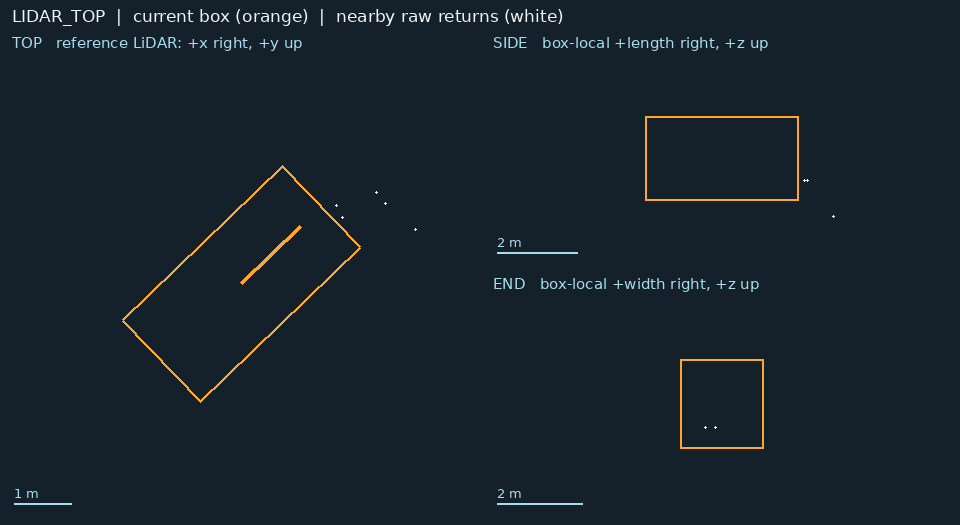 LIDAR_TOP | current box (orange) | nearby raw returns (white)
TOP reference LiDAR: +x right, +y up
SIDE box-local +length right, +z up
2 m
END box-local +width right, +z up
1 m
2 m